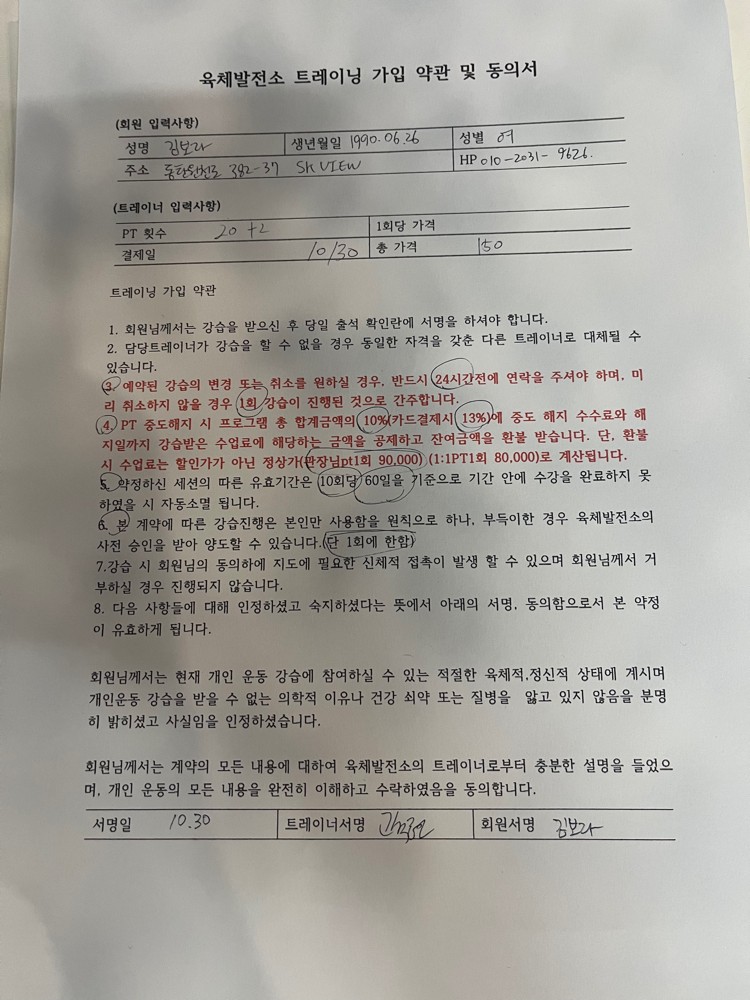 육체발전소 트레이닝 가입 약관 및 동의서
(회원 입력사항)
성명 김보라 생년월일 1990.06.26 성별 여
주소 동탄원천로 382-37 SK VIEW HP 010-2031-9626.
(트레이너 입력사항)
PT 횟수 20+2 1회당 가격
결제일 10/30 총 가격 150
트레이닝 가입 약관
1. 회원님께서는 강습을 받으신 후 당일 출석 확인란에 서명을 하셔야 합니다.
2. 담당트레이너가 강습을 할 수 없을 경우 동일한 자격을 갖춘 다른 트레이너로 대체될 수
있습니다.
3. 예약된 강습의 변경 또는 취소를 원하실 경우, 반드시 24시간전에 연락을 주셔야 하며, 미
리 취소하지 않을 경우 1회 강습이 진행된 것으로 간주합니다.
4. PT 중도해지 시 프로그램 총 합계금액의 10%(카드결제시 13%)에 중도 해지 수수료와 해
지일까지 강습받은 수업료에 해당하는 금액을 공제하고 잔여금액을 환불 받습니다. 단, 환불
시 수업료는 할인가가 아닌 정상가(관장님pt1회 90,000) (1:1PT1회 80,000)로 계산됩니다.
5. 약정하신 세션의 따른 유효기간은 10회당 60일을 기준으로 기간 안에 수강을 완료하지 못
하였을 시 자동소멸 됩니다.
6. 본 계약에 따른 강습진행은 본인만 사용함을 원칙으로 하나, 부득이한 경우 육체발전소의
사전 승인을 받아 양도할 수 있습니다.(단 1회에 한함)
7.강습 시 회원님의 동의하에 지도에 필요한 신체적 접촉이 발생 할 수 있으며 회원님께서 거
부하실 경우 진행되지 않습니다.
8. 다음 사항들에 대해 인정하셨고 숙지하셨다는 뜻에서 아래의 서명, 동의함으로서 본 약정
이 유효하게 됩니다.
회원님께서는 현재 개인 운동 강습에 참여하실 수 있는 적절한 육체적,정신적 상태에 계시며
개인운동 강습을 받을 수 없는 의학적 이유나 건강 쇠약 또는 질병을 앓고 있지 않음을 분명
히 밝히셨고 사실임을 인정하셨습니다.
회원님께서는 계약의 모든 내용에 대하여 육체발전소의 트레이너로부터 충분한 설명을 들었으
며, 개인 운동의 모든 내용을 완전히 이해하고 수락하였음을 동의합니다.
서명일 10.30 트레이너서명 회원서명 김보라